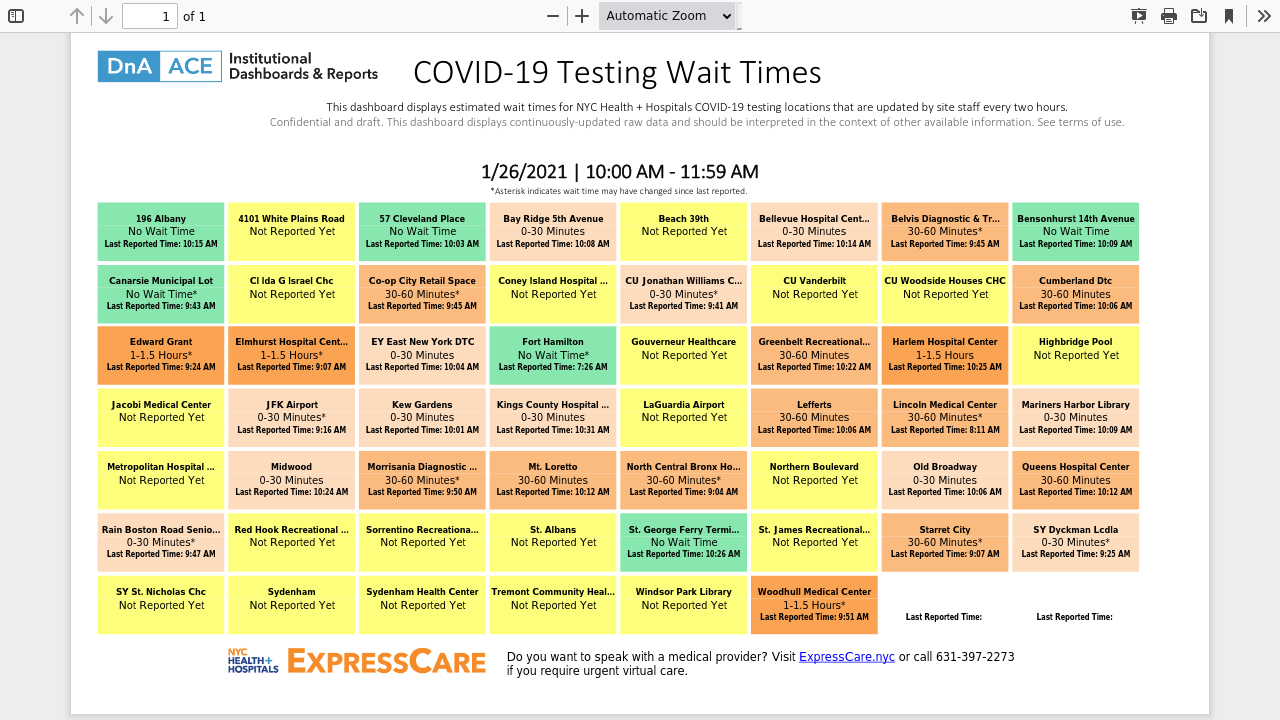 1 of 1 Automatic Zoom
DnA ACE Institutional
Dashboards & Reports
COVID-19 Testing Wait Times
This dashboard displays estimated wait times for NYC Health + Hospitals COVID-19 testing locations that are updated by site staff every two hours.
Confidential and draft. This dashboard displays continuously-updated raw data and should be interpreted in the context of other available information. See terms of use.
1/26/2021 | 10:00 AM - 11:59 AM
*Asterisk indicates wait time may have changed since last reported.
196 Albany
No Wait Time
Last Reported Time: 10:15 AM
4101 White Plains Road
Not Reported Yet
57 Cleveland Place
No Wait Time
Last Reported Time: 10:03 AM
Bay Ridge 5th Avenue
0-30 Minutes
Last Reported Time: 10:08 AM
Beach 39th
Not Reported Yet
Bellevue Hospital Cent...
0-30 Minutes
Last Reported Time: 10:14 AM
Belvis Diagnostic & Tr...
30-60 Minutes*
Last Reported Time: 9:45 AM
Bensonhurst 14th Avenue
No Wait Time
Last Reported Time: 10:09 AM
Canarsie Municipal Lot
No Wait Time*
Last Reported Time: 9:43 AM
CI Ida G Israel Chc
Not Reported Yet
Co-op City Retail Space
30-60 Minutes*
Last Reported Time: 9:45 AM
Coney Island Hospital ...
Not Reported Yet
CU Jonathan Williams C...
0-30 Minutes*
Last Reported Time: 9:41 AM
CU Vanderbilt
Not Reported Yet
CU Woodside Houses CHC
Not Reported Yet
Cumberland Dtc
30-60 Minutes
Last Reported Time: 10:06 AM
Edward Grant
1-1.5 Hours*
Last Reported Time: 9:24 AM
Elmhurst Hospital Cent...
1-1.5 Hours*
Last Reported Time: 9:07 AM
EY East New York DTC
0-30 Minutes
Last Reported Time: 10:04 AM
Fort Hamilton
No Wait Time*
Last Reported Time: 7:26 AM
Gouverneur Healthcare
Not Reported Yet
Greenbelt Recreational...
30-60 Minutes
Last Reported Time: 10:22 AM
Harlem Hospital Center
1-1.5 Hours
Last Reported Time: 10:25 AM
Highbridge Pool
Not Reported Yet
Jacobi Medical Center
Not Reported Yet
JFK Airport
0-30 Minutes*
Last Reported Time: 9:16 AM
Kew Gardens
0-30 Minutes
Last Reported Time: 10:01 AM
Kings County Hospital ...
0-30 Minutes
Last Reported Time: 10:31 AM
LaGuardia Airport
Not Reported Yet
Lefferts
30-60 Minutes
Last Reported Time: 10:06 AM
Lincoln Medical Center
30-60 Minutes*
Last Reported Time: 8:11 AM
Mariners Harbor Library
0-30 Minutes
Last Reported Time: 10:09 AM
Metropolitan Hospital ...
Not Reported Yet
Midwood
0-30 Minutes
Last Reported Time: 10:24 AM
Morrisania Diagnostic ...
30-60 Minutes*
Last Reported Time: 9:50 AM
Mt. Loretto
30-60 Minutes
Last Reported Time: 10:12 AM
North Central Bronx Ho...
30-60 Minutes*
Last Reported Time: 9:04 AM
Northern Boulevard
Not Reported Yet
Old Broadway
0-30 Minutes
Last Reported Time: 10:06 AM
Queens Hospital Center
30-60 Minutes
Last Reported Time: 10:12 AM
Rain Boston Road Senio...
0-30 Minutes*
Last Reported Time: 9:47 AM
Red Hook Recreational ...
Not Reported Yet
Sorrentino Recreationa...
Not Reported Yet
St. Albans
Not Reported Yet
St. George Ferry Termi...
No Wait Time
Last Reported Time: 10:26 AM
St. James Recreational...
Not Reported Yet
Starret City
30-60 Minutes*
Last Reported Time: 9:07 AM
SY Dyckman Lcdla
0-30 Minutes*
Last Reported Time: 9:25 AM
SY St. Nicholas Chc
Not Reported Yet
Sydenham
Not Reported Yet
Sydenham Health Center
Not Reported Yet
Tremont Community Heal...
Not Reported Yet
Windsor Park Library
Not Reported Yet
Woodhull Medical Center
1-1.5 Hours*
Last Reported Time: 9:51 AM
Last Reported Time:
Last Reported Time:
NYC
HEALTH+
HOSPITALS
EXPRESSCARE
Do you want to speak with a medical provider? Visit ExpressCare.nyc or call 631-397-2273
if you require urgent virtual care.